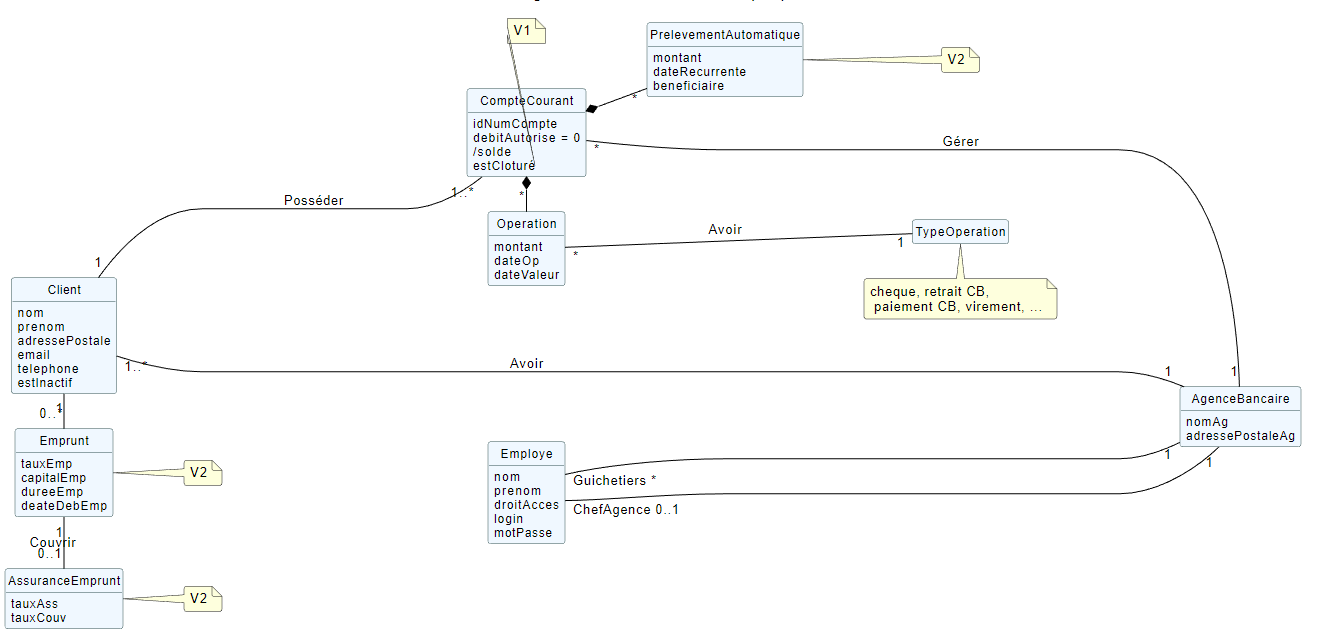 V1
PrelevementAutomatique
montant
dateRecurrente
beneficiaire
V2
CompteCourant
idNumCompte
debitAutorise = 0
/solde
estCloture
*
*
Gérer
1..*
Posséder
*
Operation
montant
dateOp
dateValeur
Avoir
*
1
TypeOperation
cheque, retrait CB,
paiement CB, virement, ...
1
Client
nom
prenom
adressePostale
email
telephone
estInactif
1..*
Avoir
1
1
AgenceBancaire
nomAg
adressePostaleAg
1
0..*
Emprunt
tauxEmp
capitalEmp
dureeEmp
deateDebEmp
V2
Employe
nom
prenom
droitAcces
login
motPasse
Guichetiers *
ChefAgence 0..1
1
1
1
Couvrir
0..1
AssuranceEmprunt
tauxAss
tauxCouv
V2